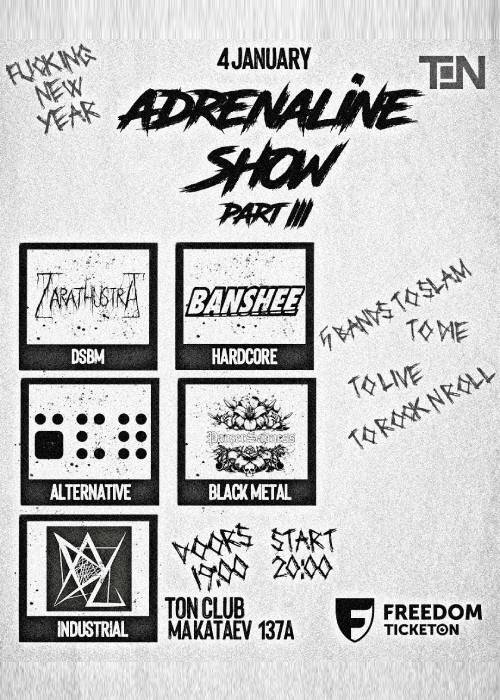 FUCKING
NEW
YEAR
4 JANUARY
TON
ADRENALINE
SHOW
PART III
ZARATHUSTRA
DSBM
BANSHEE
HARDCORE
5 BANDS TO SLAM
TO DIE
TO LIVE
TO ROCK N ROLL
ALTERNATIVE
BLACK METAL
INDUSTRIAL
DOORS
19:00
START
20:00
TON CLUB
MAKATAEV 137A
FREEDOM
TICKETON